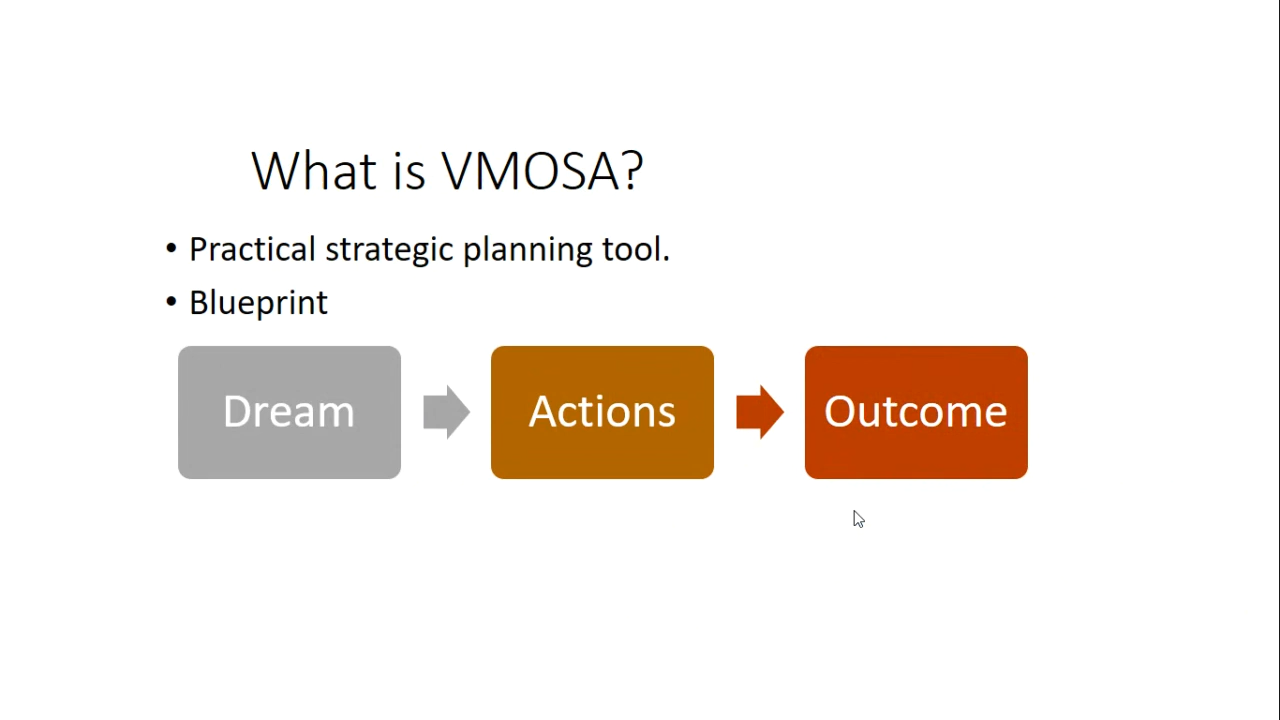 What is VMOSA?
• Practical strategic planning tool.
• Blueprint
Dream
Actions
Outcome